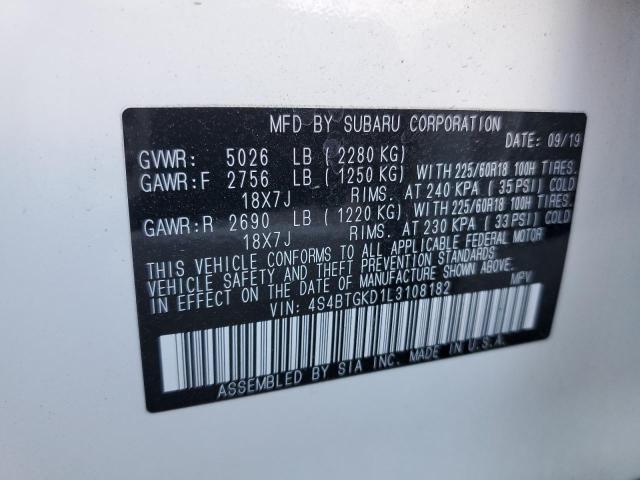 MFD BY SUBARU CORPORATION
DATE: 09/19
GVWR: 5026 LB (2280 KG)
GAWR:F 2756 LB (1250 KG) WITH 225/60R18 100H TIRES.
18X7J RIMS. AT 240 KPA (35 PSI) COLD
GAWR:R 2690 LB (1220 KG) WITH 225/60R18 100H TIRES.
18X7J RIMS. AT 230 KPA (33 PSI) COLD
THIS VEHICLE CONFORMS TO ALL APPLICABLE FEDERAL MOTOR
VEHICLE SAFETY AND THEFT PREVENTION STANDARDS
IN EFFECT ON THE DATE OF MANUFACTURE SHOWN ABOVE.
VIN: 4S4BTGKD1L3108182 MPV
ASSEMBLED BY SIA INC. MADE IN U.S.A.